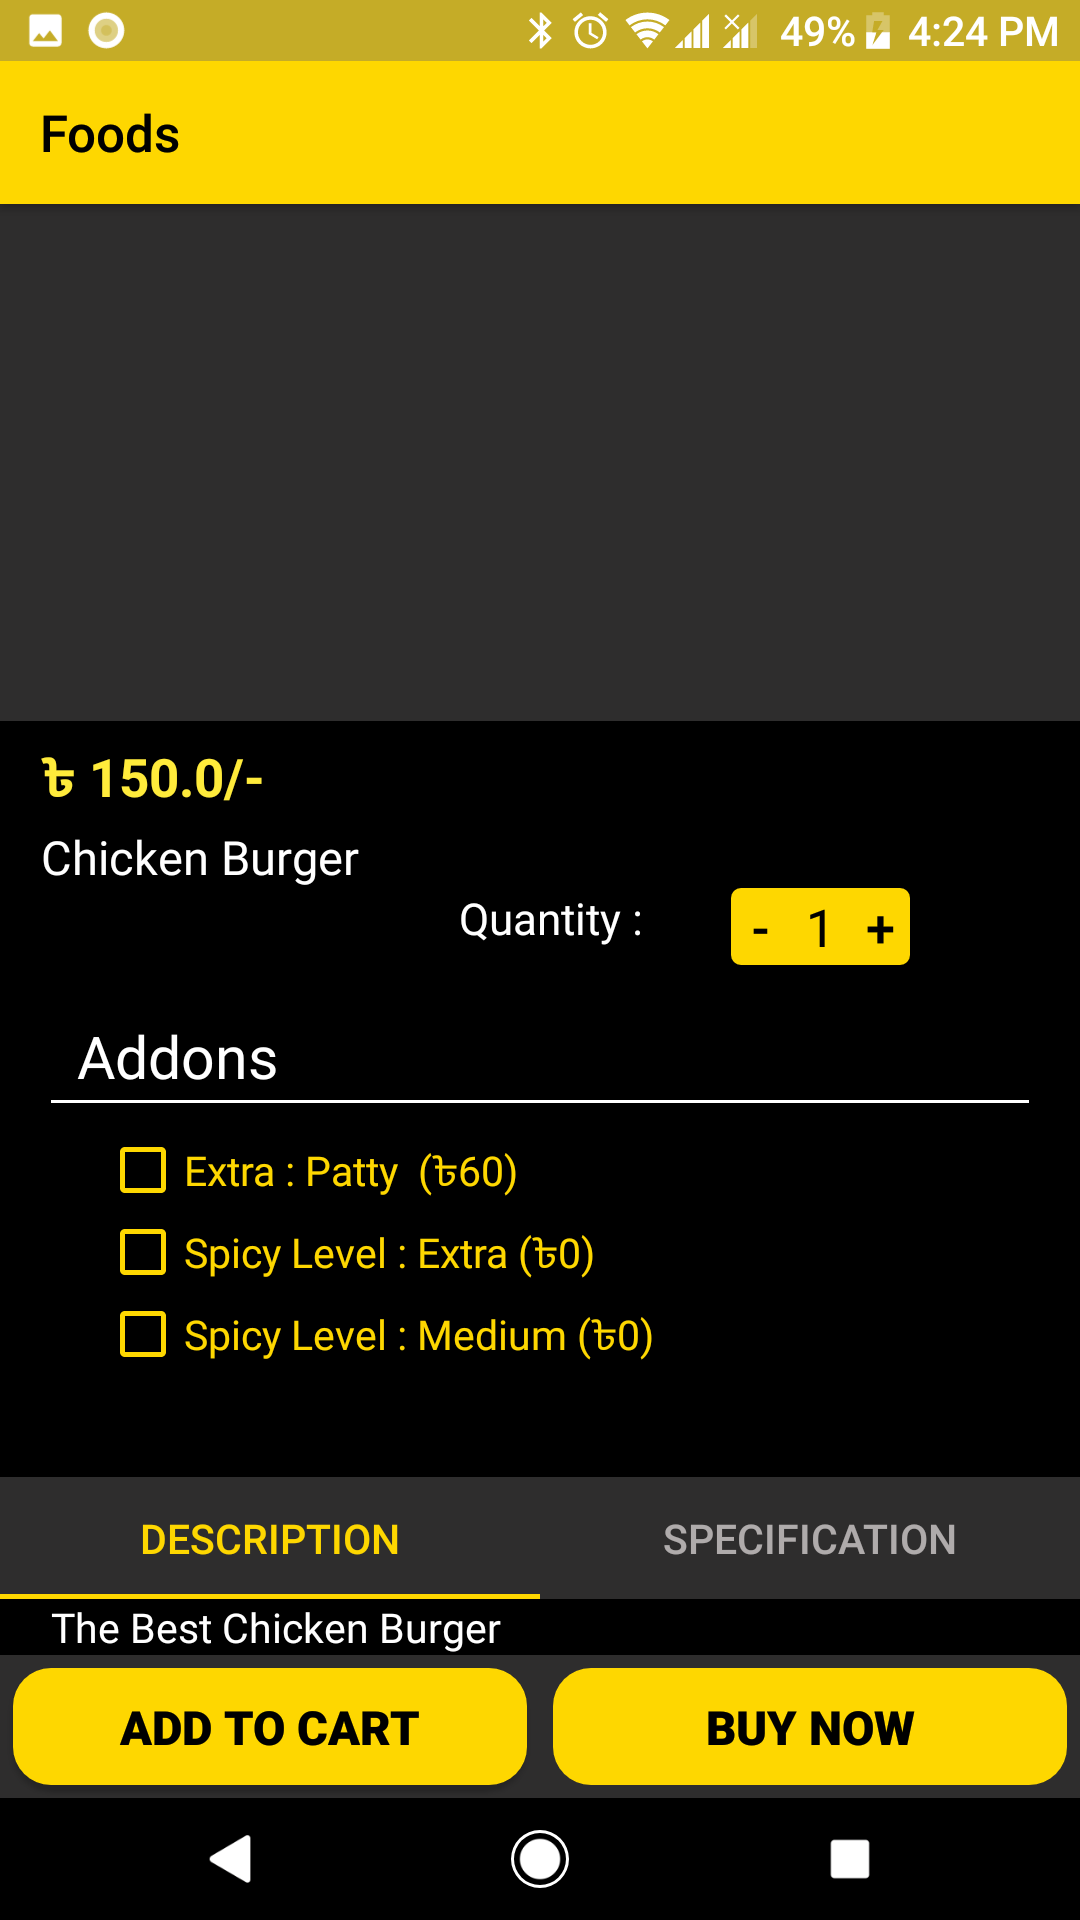 49% 4:24 PM
Foods
৳ 150.0/-
Chicken Burger
Quantity : - 1 +
Addons
Extra : Patty  (৳60)
Spicy Level : Extra (৳0)
Spicy Level : Medium (৳0)
DESCRIPTION SPECIFICATION
The Best Chicken Burger
ADD TO CART BUY NOW